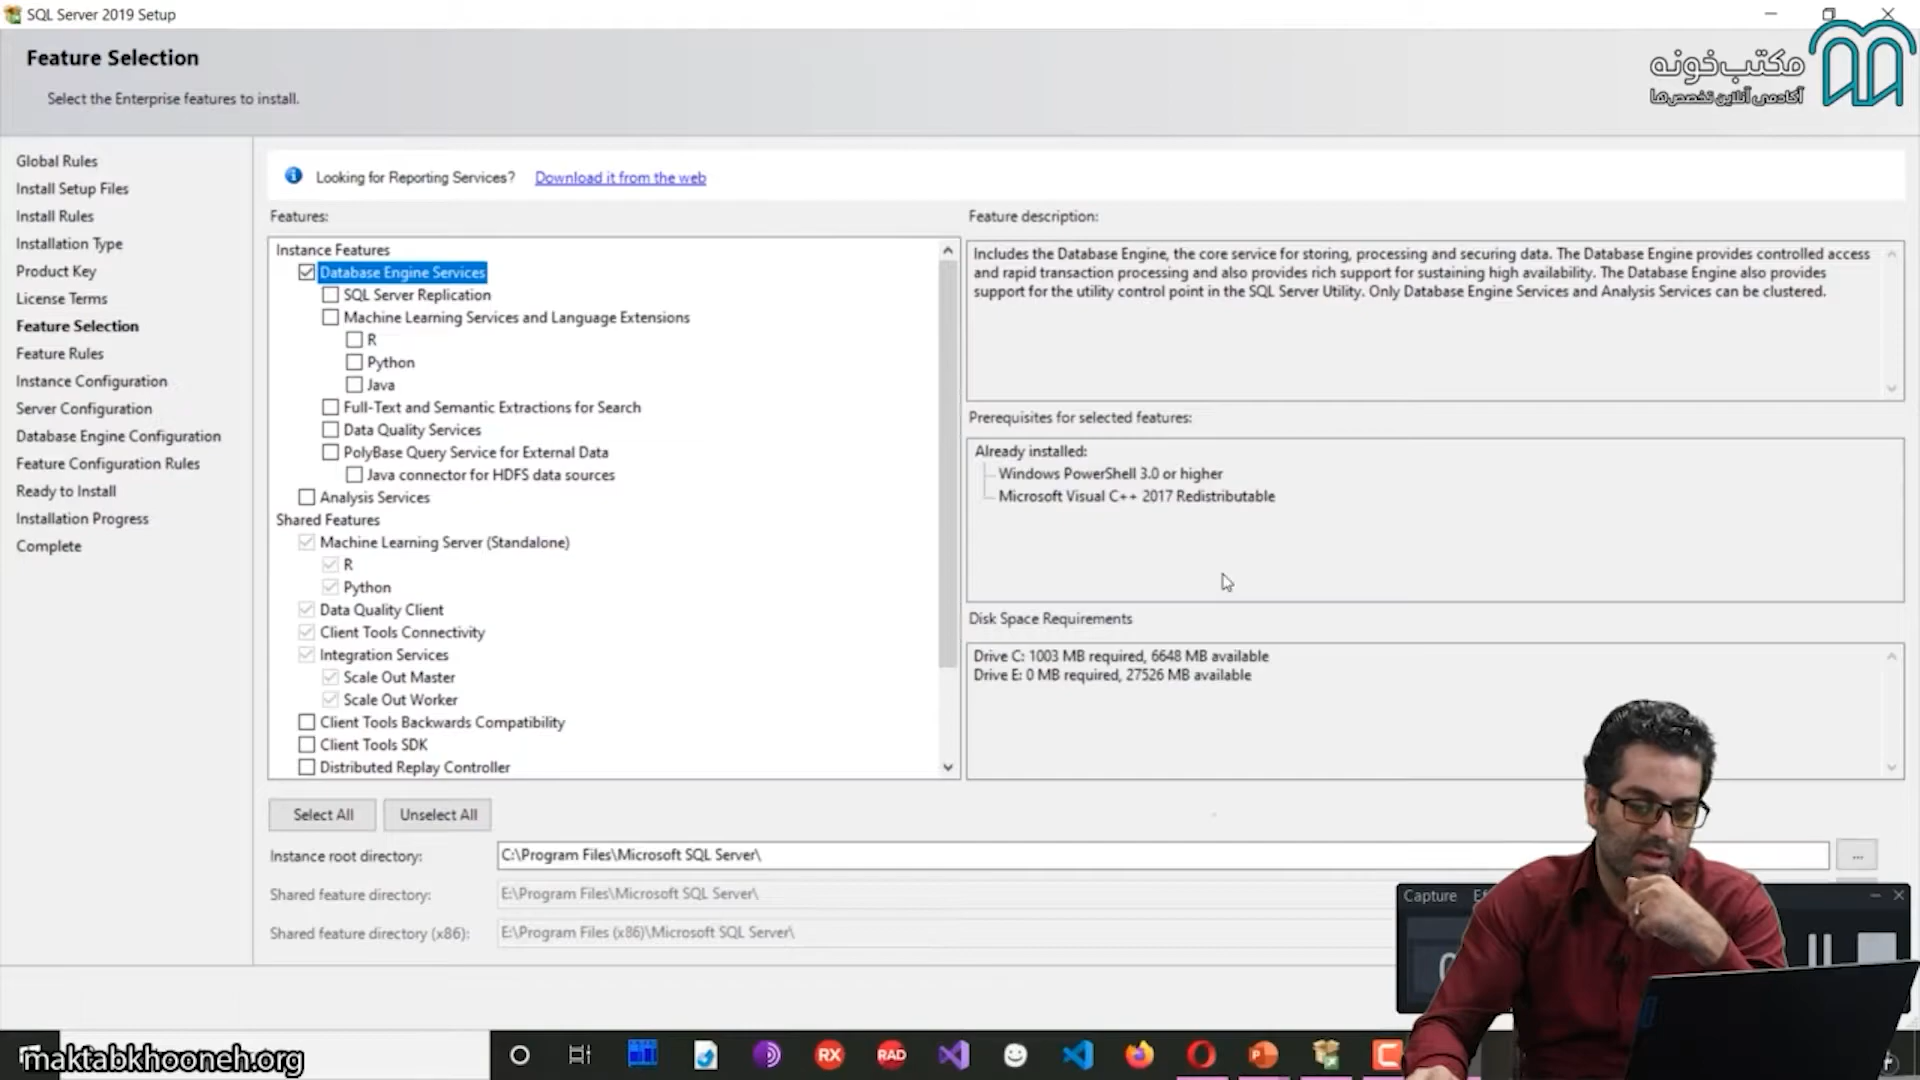 SQL Server 2019 Setup
Feature Selection
Select the Enterprise features to install.
مکتب‌خونه
آکادمی آنلاین تخصص‌ها
Global Rules
Install Setup Files
Install Rules
Installation Type
Product Key
License Terms
Feature Selection
Feature Rules
Instance Configuration
Server Configuration
Database Engine Configuration
Feature Configuration Rules
Ready to Install
Installation Progress
Complete
Looking for Reporting Services? Download it from the web
Features:
Instance Features
Database Engine Services
SQL Server Replication
Machine Learning Services and Language Extensions
R
Python
Java
Full-Text and Semantic Extractions for Search
Data Quality Services
PolyBase Query Service for External Data
Java connector for HDFS data sources
Analysis Services
Shared Features
Machine Learning Server (Standalone)
R
Python
Data Quality Client
Client Tools Connectivity
Integration Services
Scale Out Master
Scale Out Worker
Client Tools Backwards Compatibility
Client Tools SDK
Distributed Replay Controller
Feature description:
Includes the Database Engine, the core service for storing, processing and securing data. The Database Engine provides controlled access
and rapid transaction processing and also provides rich support for sustaining high availability. The Database Engine also provides
support for the utility control point in the SQL Server Utility. Only Database Engine Services and Analysis Services can be clustered.
Prerequisites for selected features:
Already installed:
Windows PowerShell 3.0 or higher
Microsoft Visual C++ 2017 Redistributable
Disk Space Requirements
Drive C: 1003 MB required, 6648 MB available
Drive E: 0 MB required, 27526 MB available
Select All
Unselect All
Instance root directory: C:\Program Files\Microsoft SQL Server\
...
Shared feature directory: E:\Program Files\Microsoft SQL Server\
Shared feature directory (x86): E:\Program Files (x86)\Microsoft SQL Server\
Capture
maktabkhooneh.org
RX
RAD